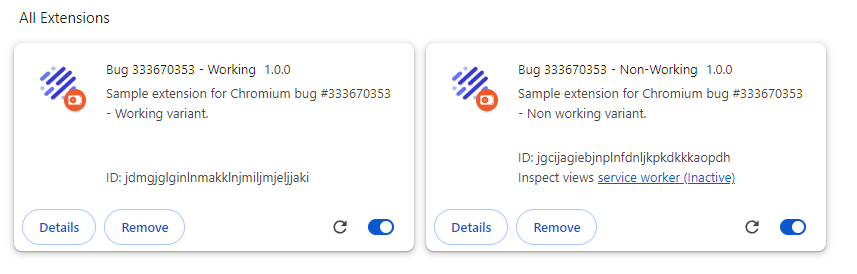 All Extensions
Bug 333670353 - Working 1.0.0
Sample extension for Chromium bug #333670353
- Working variant.
ID: jdmgjglginlnmakklnjmiljmjeljjaki
Details
Remove
Bug 333670353 - Non-Working 1.0.0
Sample extension for Chromium bug #333670353
- Non working variant.
ID: jgcijagiebjnplnfdnljkpkdkkkaopdh
Inspect views service worker (Inactive)
Details
Remove